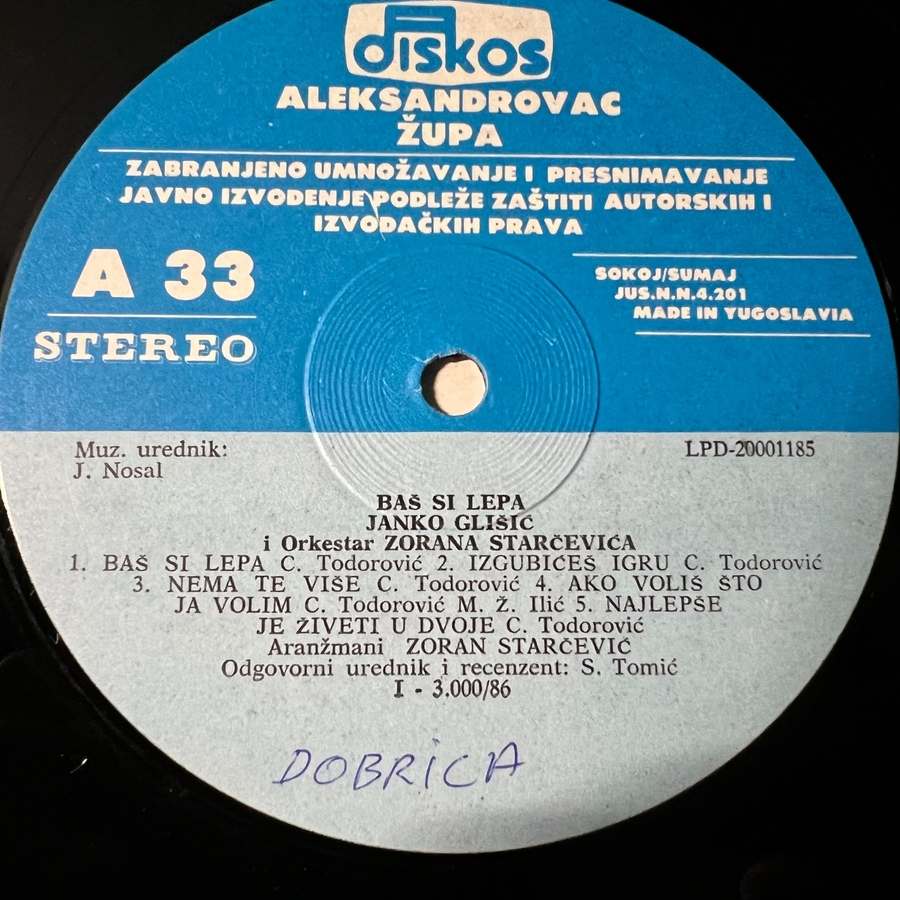 diskos
ALEKSANDROVAC
ŽUPA
ZABRANJENO UMNOŽAVANJE I PRESNIMAVANJE
JAVNO IZVOĐENJE PODLEŽE ZAŠTITI AUTORSKIH I
IZVOĐAČKIH PRAVA
A 33
STEREO
SOKOJ/SUMAJ
JUS.N.N.4.201
MADE IN YUGOSLAVIA
Muz. urednik:
J. Nosal
LPD-20001185
BAŠ SI LEPA
JANKO GLIŠIĆ
i Orkestar ZORANA STARČEVIĆA
1. BAŠ SI LEPA C. Todorović 2. IZGUBIĆEŠ IGRU C. Todorović
3. NEMA TE VIŠE C. Todorović 4. AKO VOLIŠ ŠTO
JA VOLIM C. Todorović M. Ž. Ilić 5. NAJLEPŠE
JE ŽIVETI U DVOJE C. Todorović
Aranžmani ZORAN STARČEVIĆ
Odgovorni urednik i recenzent: S. Tomić
I - 3.000/86
DOBRICA